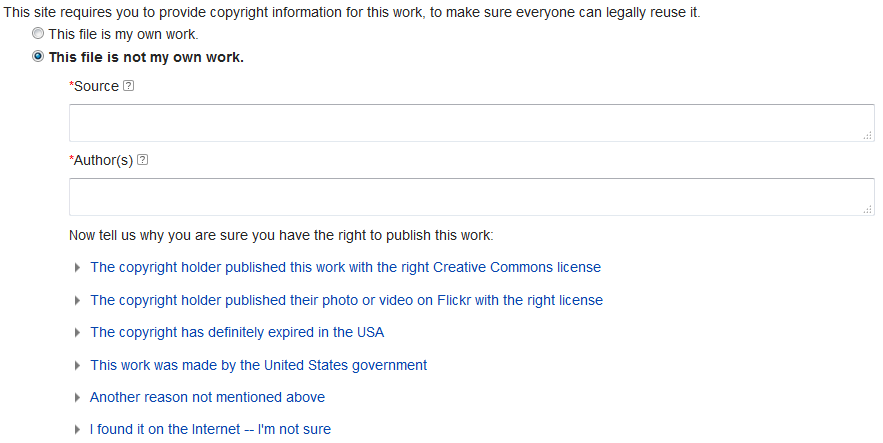 This site requires you to provide copyright information for this work, to make sure everyone can legally reuse it.
This file is my own work.
This file is not my own work.
*Source ?
*Author(s) ?
Now tell us why you are sure you have the right to publish this work:
The copyright holder published this work with the right Creative Commons license
The copyright holder published their photo or video on Flickr with the right license
The copyright has definitely expired in the USA
This work was made by the United States government
Another reason not mentioned above
I found it on the Internet -- I'm not sure